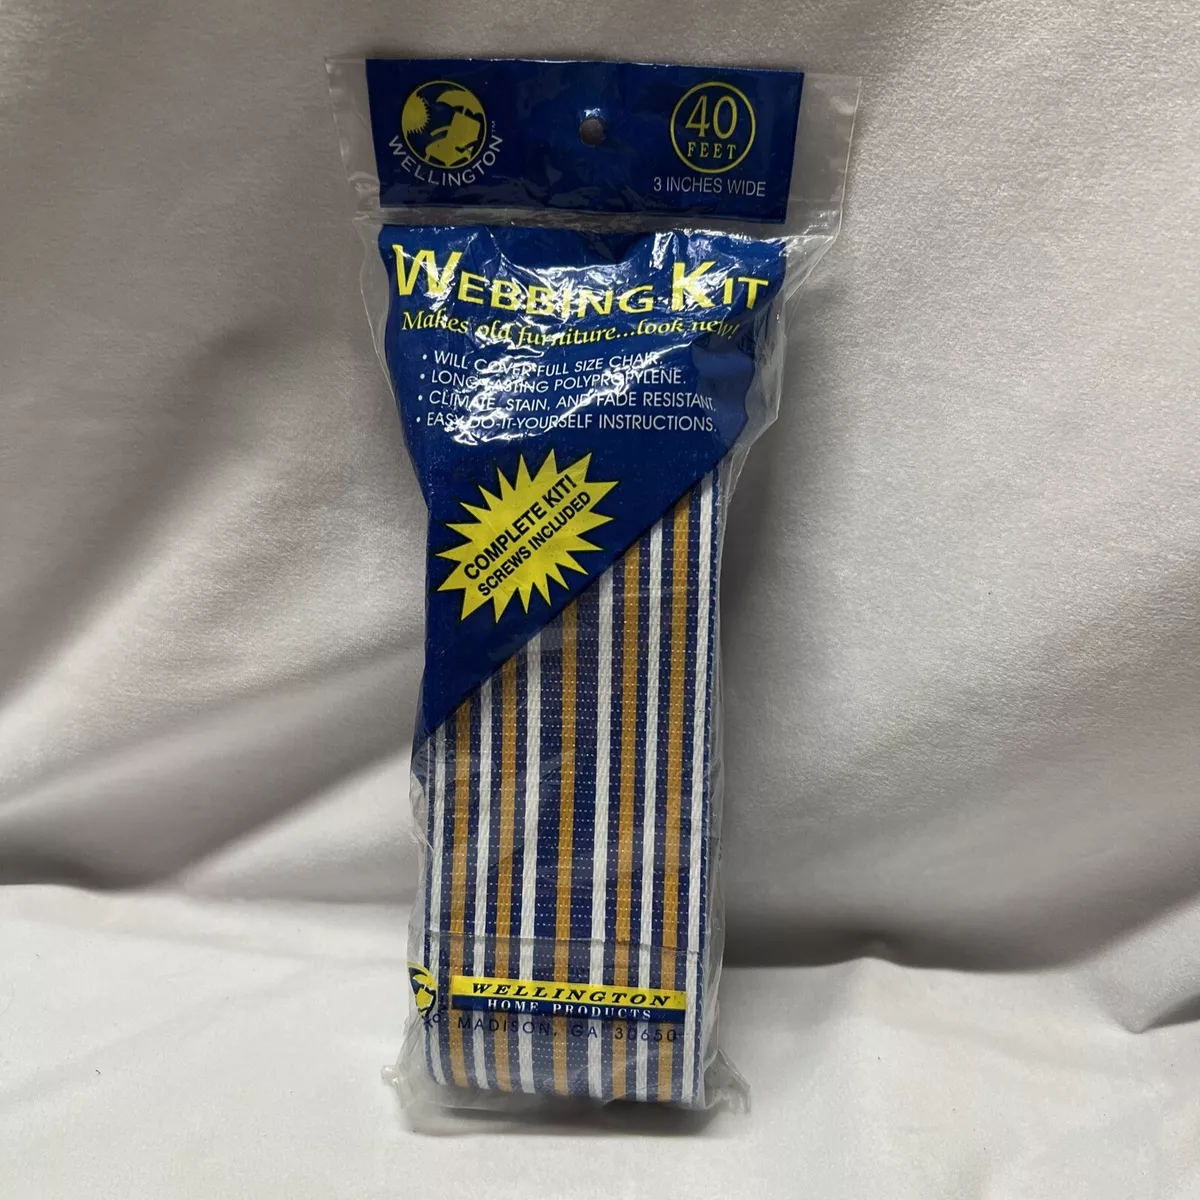 WELLINGTON™
40
FEET
3 INCHES WIDE
WEBBING KIT
Makes old furniture...look new!
• WILL COVER FULL SIZE CHAIR.
• LONG-LASTING POLYPROPYLENE.
• CLIMATE, STAIN, AND FADE RESISTANT.
• EASY DO-IT-YOURSELF INSTRUCTIONS.
COMPLETE KIT!
SCREWS INCLUDED
WELLINGTON
HOME PRODUCTS
MADISON, GA 30650